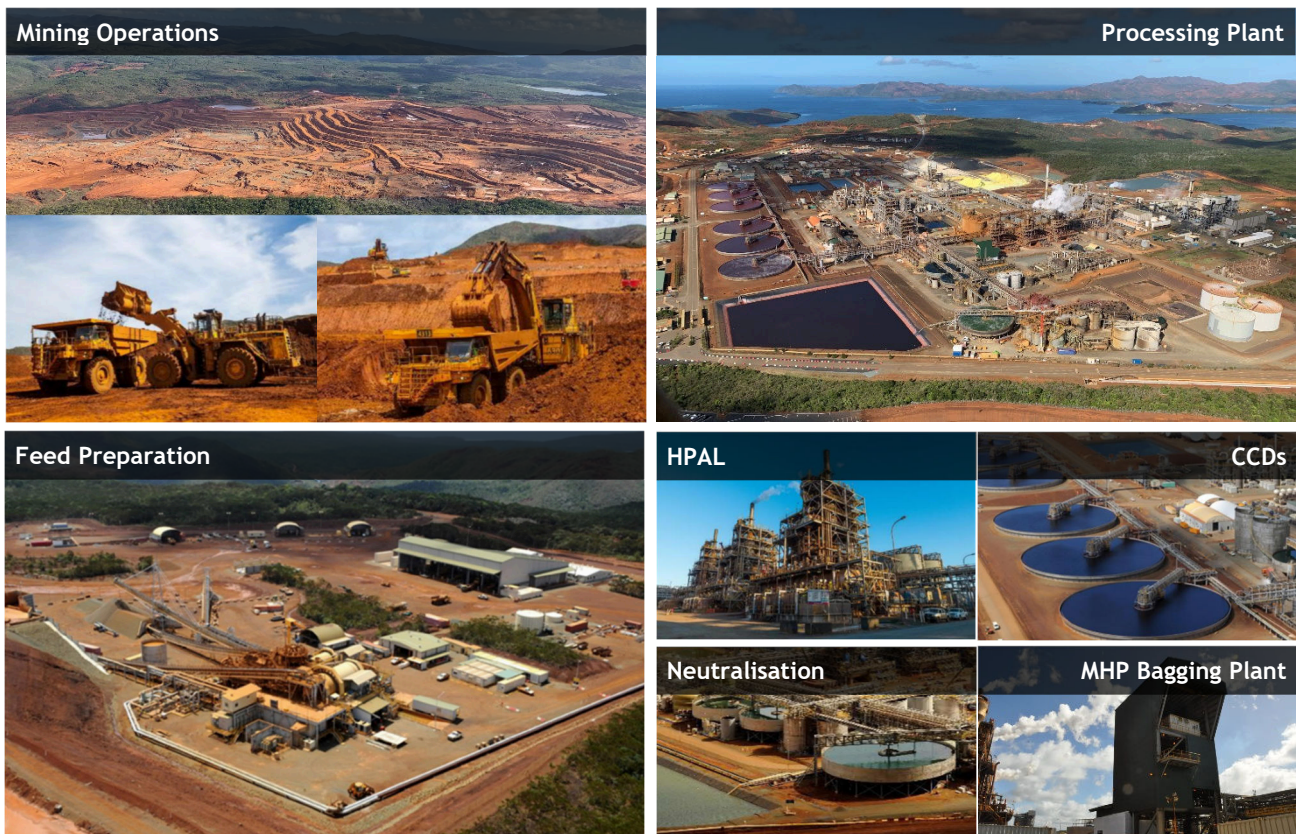 Mining Operations
Processing Plant
Feed Preparation
HPAL
CCDs
Neutralisation
MHP Bagging Plant